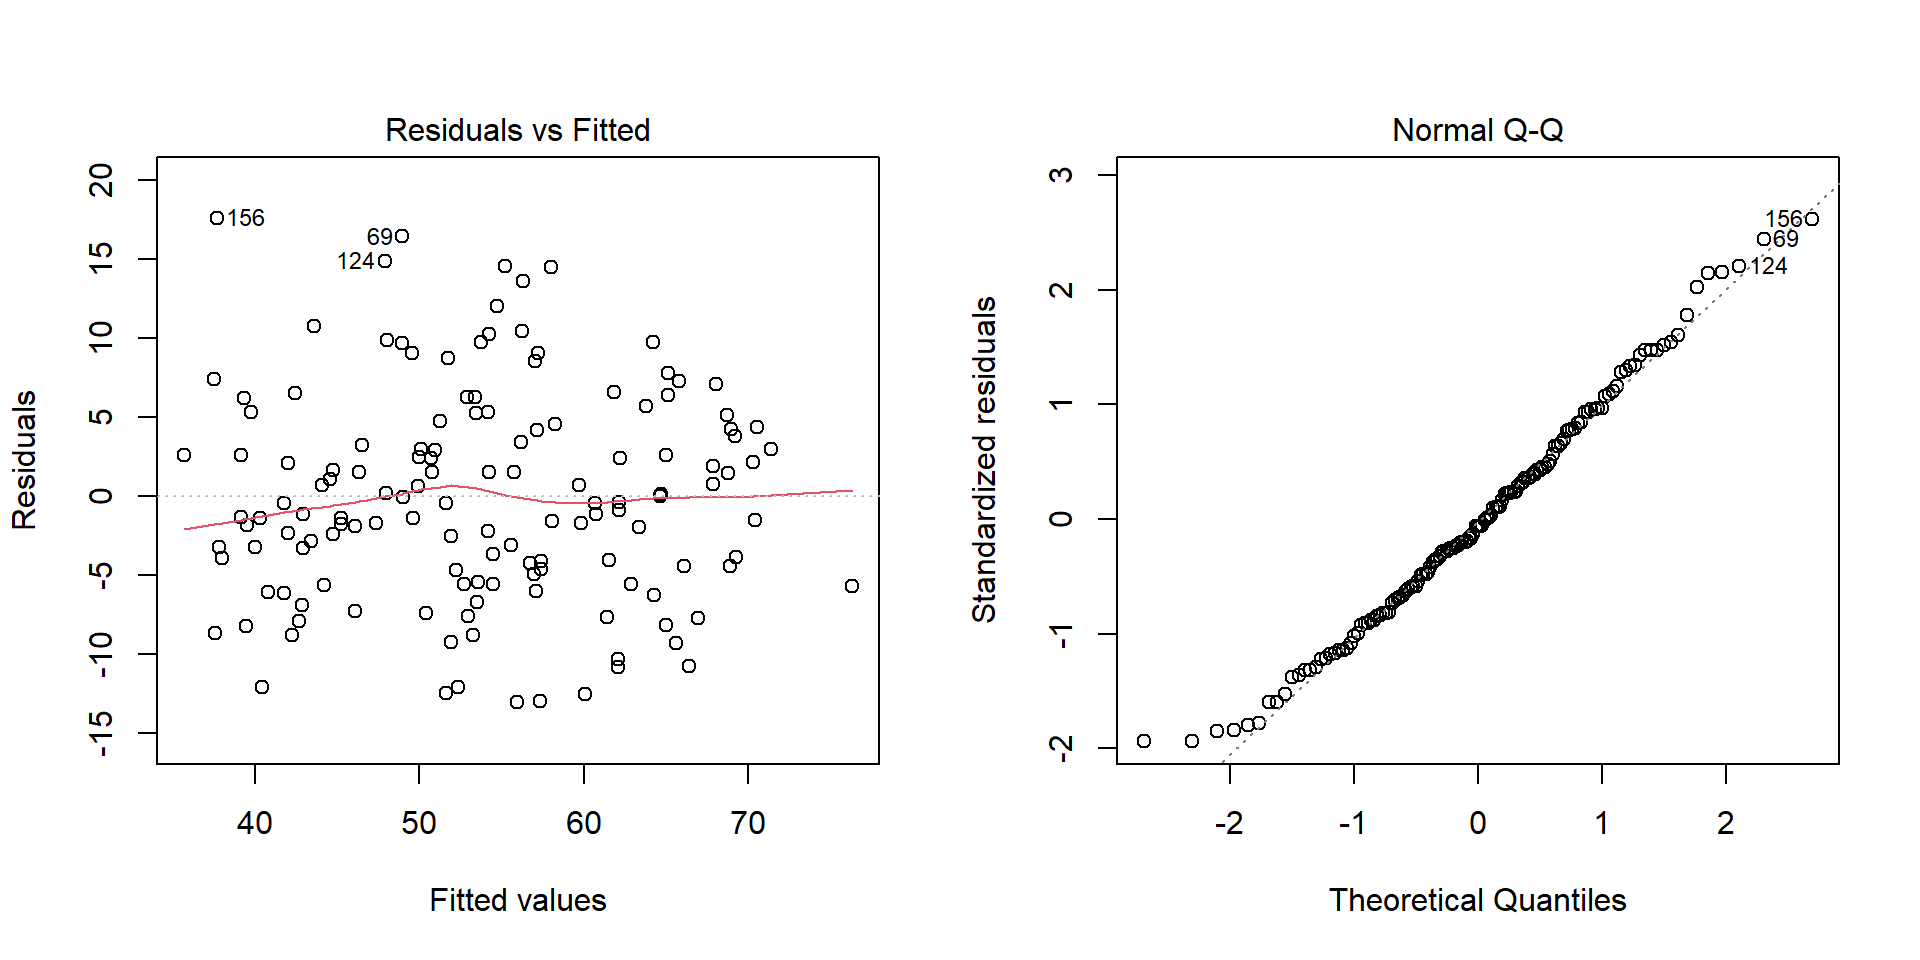 Residuals vs Fitted
Residuals
20
15
10
5
0
-5
-10
-15
156
69
124
40 50 60 70
Fitted values
Normal Q-Q
Standardized residuals
3
2
1
0
-1
-2
156
69
124
-2 -1 0 1 2
Theoretical Quantiles